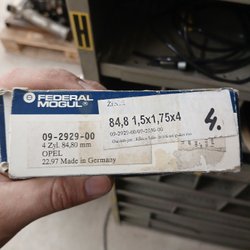 H
FEDERAL
MOGUL®
09-2929-00
4 Zyl. 84,80 mm
OPEL
22.97 Made in Germany
84,8 1,5x1,75x4
4.